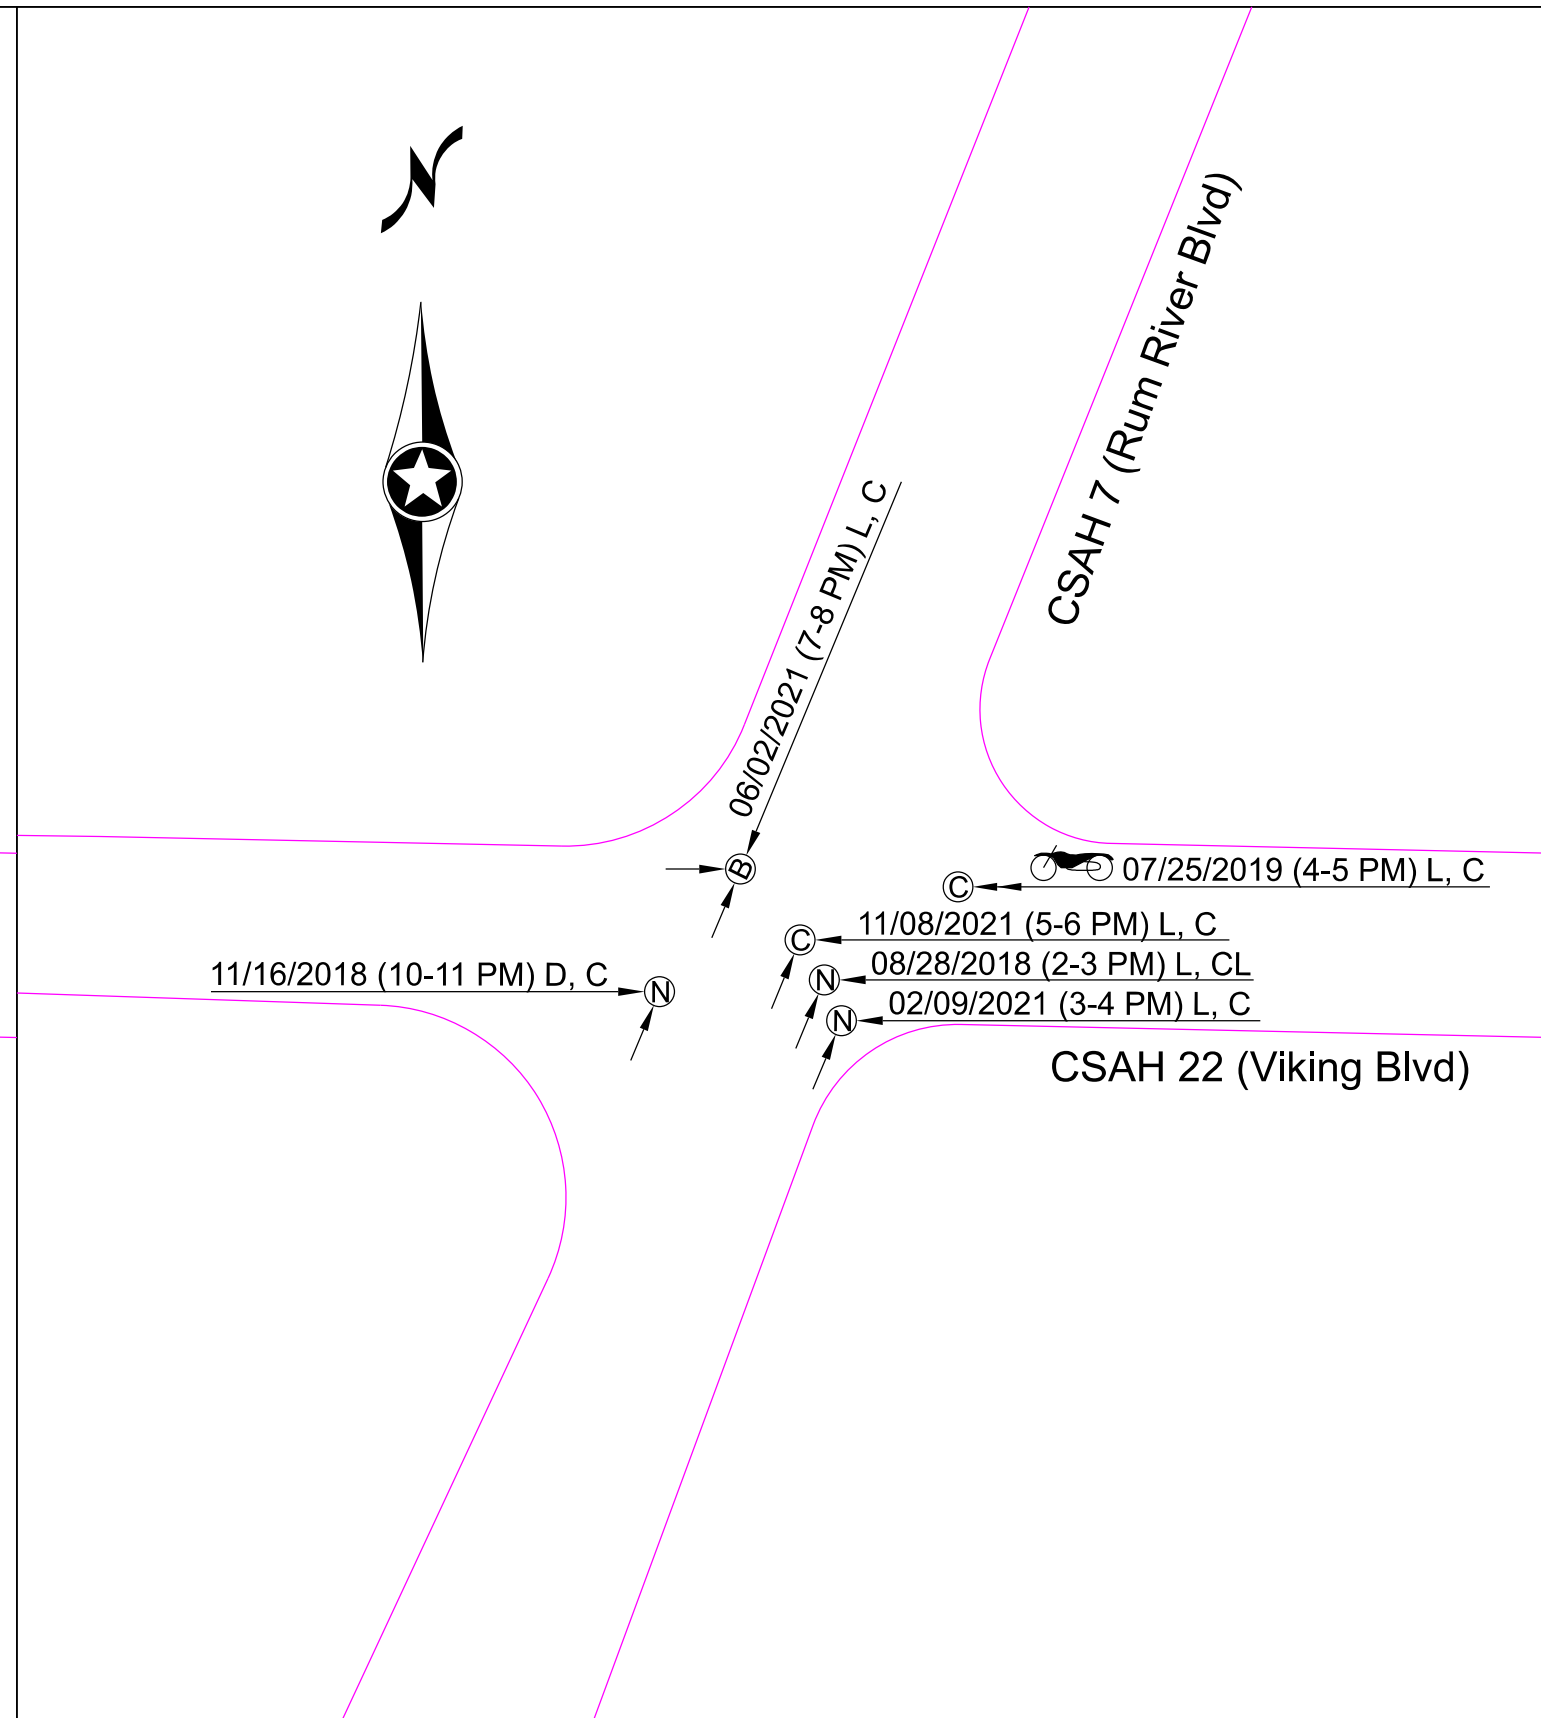 N
CSAH 7 (Rum River Blvd)
06/02/2021 (7-8 PM) L, C
B
C
07/25/2019 (4-5 PM) L, C
C
11/08/2021 (5-6 PM) L, C
11/16/2018 (10-11 PM) D, C
N
N
08/28/2018 (2-3 PM) L, CL
N
02/09/2021 (3-4 PM) L, C
CSAH 22 (Viking Blvd)